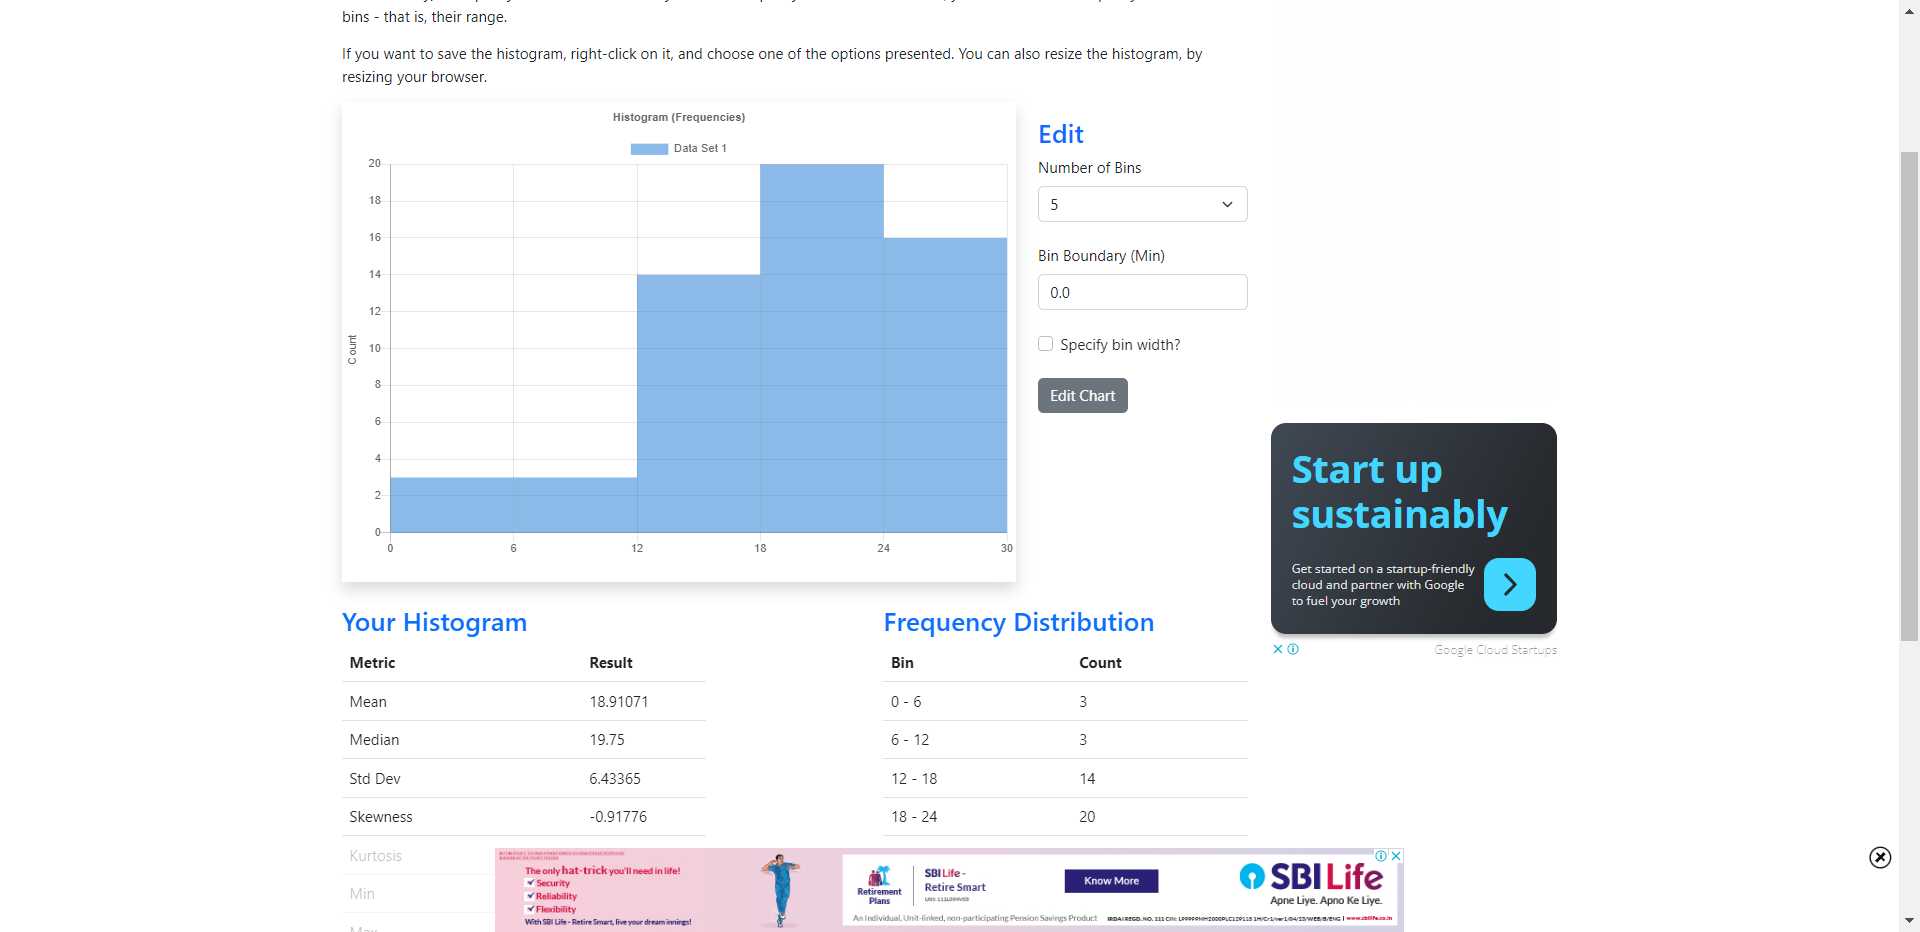 bins - that is, their range.
If you want to save the histogram, right-click on it, and choose one of the options presented. You can also resize the histogram, by
resizing your browser.
Histogram (Frequencies)
Data Set 1
20
18
16
14
12
10
8
6
4
2
0
Count
0 6 12 18 24 30
Edit
Number of Bins
5
Bin Boundary (Min)
0.0
Specify bin width?
Edit Chart
Start up
sustainably
Get started on a startup-friendly
cloud and partner with Google
to fuel your growth
Google Cloud Startups
Your Histogram
Metric Result
Mean 18.91071
Median 19.75
Std Dev 6.43365
Skewness -0.91776
Kurtosis
Min
Max
Frequency Distribution
Bin Count
0 - 6 3
6 - 12 3
12 - 18 14
18 - 24 20
The only hat-trick you'll need in life!
Security
Reliability
Flexibility
With SBI Life - Retire Smart, live your dream innings!
Retirement
Plans
SBI Life -
Retire Smart
Know More
SBI Life
Apne Liye. Apno Ke Liye.
An Individual, Unit-linked, non-participating Pension Savings Product
www.sbilife.co.in